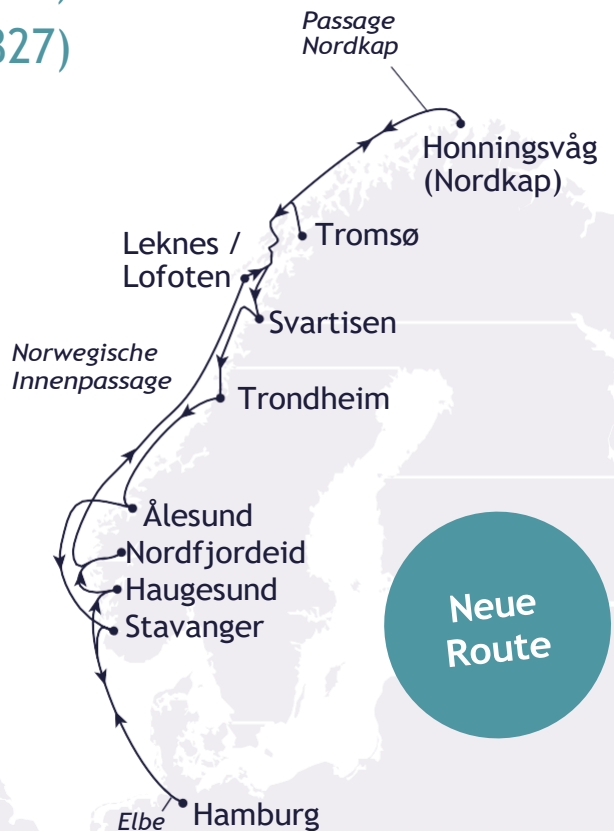 327)
Passage
Nordkap
Honningsvåg
(Nordkap)
Tromsø
Leknes /
Lofoten
Svartisen
Norwegische
Innenpassage
Trondheim
Ålesund
Nordfjordeid
Haugesund
Stavanger
Neue
Route
Elbe
Hamburg